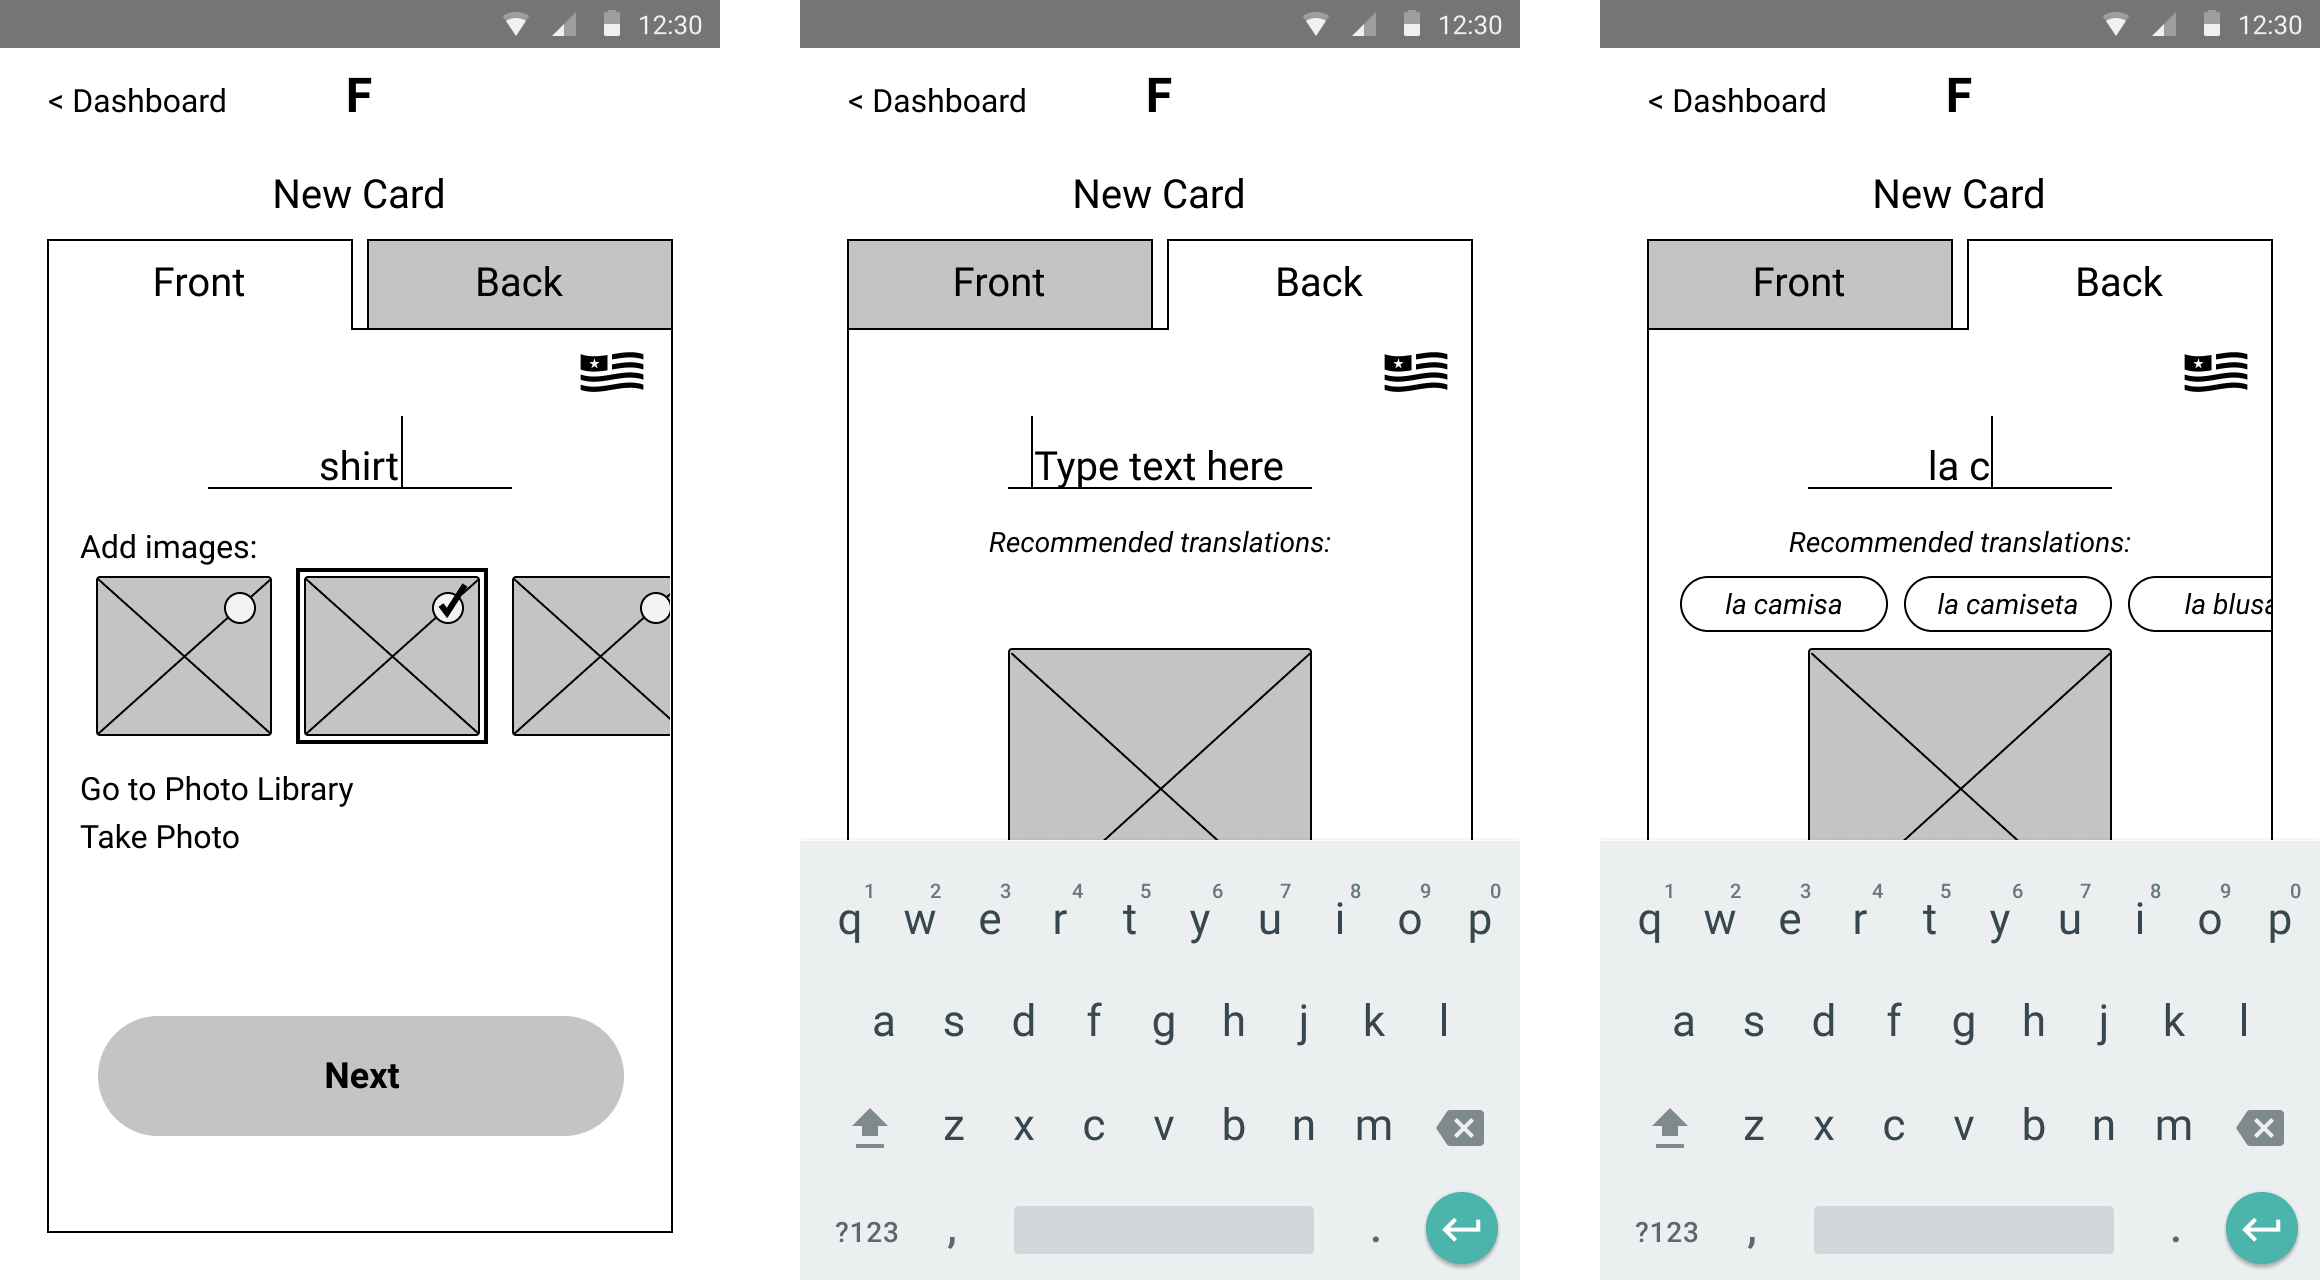 12:30
< Dashboard F
New Card
Front Back
shirt
Add images:
Go to Photo Library
Take Photo
Next
12:30
< Dashboard F
New Card
Front Back
Type text here
Recommended translations:
1 2 3 4 5 6 7 8 9 0
q w e r t y u i o p
a s d f g h j k l
z x c v b n m
?123 , .
12:30
< Dashboard F
New Card
Front Back
la c
Recommended translations:
la camisa la camiseta la blusa
1 2 3 4 5 6 7 8 9 0
q w e r t y u i o p
a s d f g h j k l
z x c v b n m
?123 , .